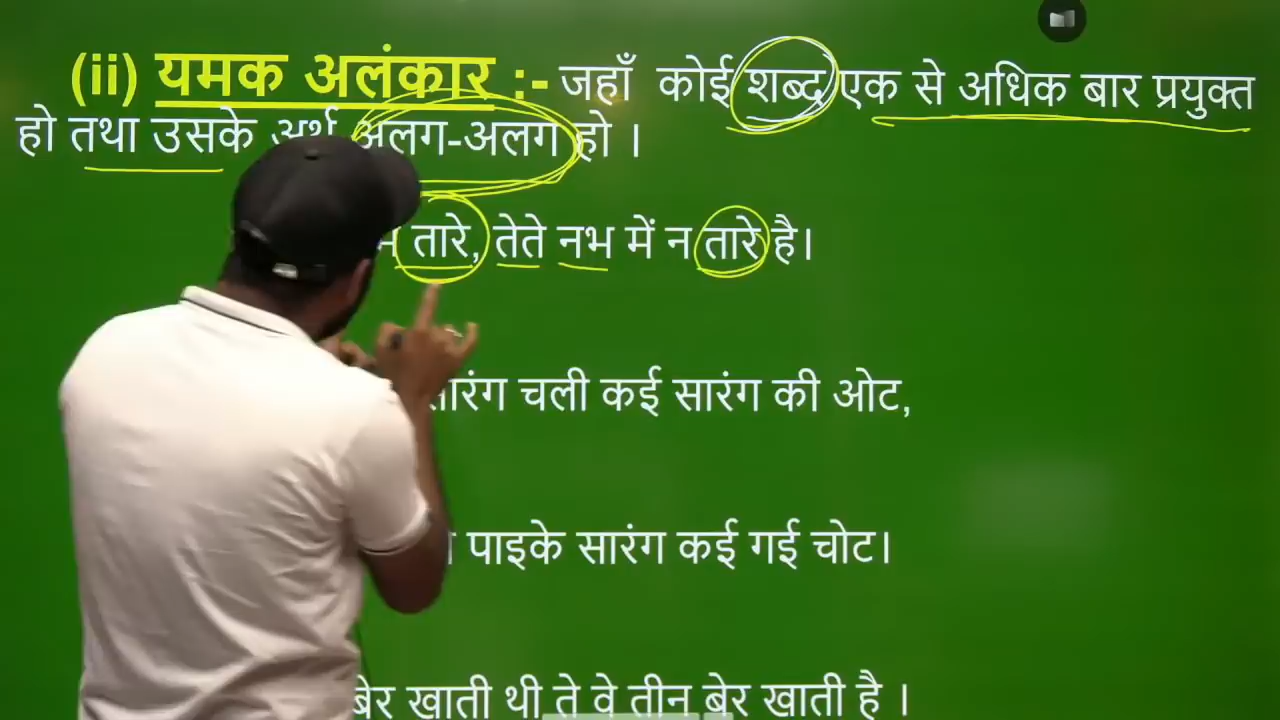 (ii) यमक अलंकार :- जहाँ कोई शब्द एक से अधिक बार प्रयुक्त
हो तथा उसके अर्थ अलग-अलग हो ।
तारे, तेते नभ में न तारे है।
सारंग चली कई सारंग की ओट,
पाइके सारंग कई गई चोट।
बेर खाती थी ते वे तीन बेर खाती है ।